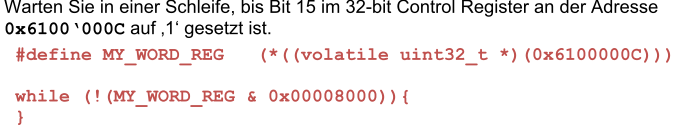 Warten Sie in einer Schleife, bis Bit 15 im 32-bit Control Register an der Adresse
0x6100‘000C auf ‚1‘ gesetzt ist.
#define MY_WORD_REG   (*((volatile uint32_t *)(0x6100000C)))
while (!(MY_WORD_REG & 0x00008000)){
}